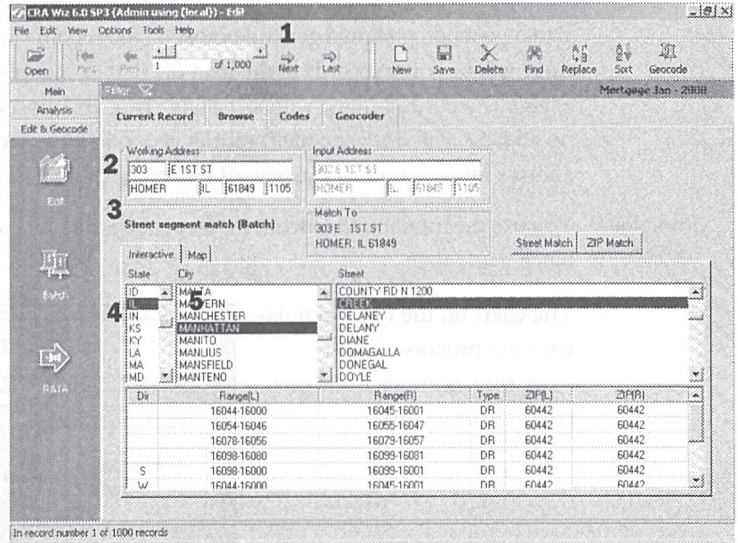 CRA Wiz 6.0 SP3 (Admin using (local)) - Edit
File Edit View Options Tools Help
1
Open
Prev
1 of 1,000
Next Last New Save Delete Find Replace Sort Geocode
Main
Filter
Mortgage Jan - 2000
Analysis
Edit & Geocode
Current Record Browse Codes Geocoder
Working Address
Input Address
2
303 E 1ST ST
303 E 1ST ST
HOMER IL 61849 1105
HOMER IL 61849 1105
Edit
3
Street segment match (Batch)
Match To
303 E 1ST ST
HOMER, IL 61849
Street Match ZIP Match
Interactive Map
State City Street
4
5
ID MALTA COUNTY RD N 1200
IL MALVERN CREEK
IN MANCHESTER DELANEY
KS MANHATTAN DELANY
KY MANITO DIANE
LA MANLIUS DOMAGALLA
MA MANSFIELD DONEGAL
MD MANTENO DOYLE
Batch
DATA
Dir Range(L) Range(R) Type ZIP(L) ZIP(R)
16044-16000 16045-16001 DR 60442 60442
16054-16046 16055-16047 DR 60442 60442
16078-16056 16079-16057 DR 60442 60442
16098-16080 16099-16081 DR 60442 60442
S 16098-16000 16099-16001 DR 60442 60442
W 16044-16000 16045-16001 DR 60442 60442
In record number 1 of 1000 records